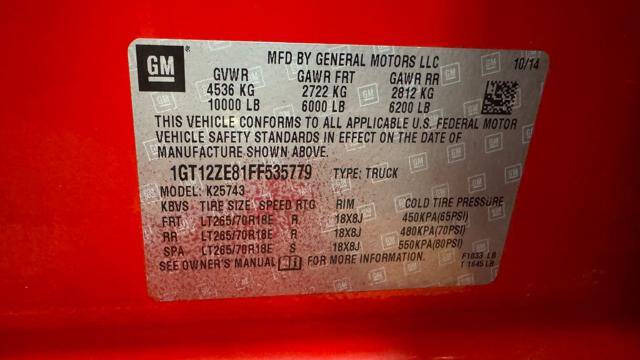 GM
MFD BY GENERAL MOTORS LLC
10/14
GVWR GAWR FRT GAWR RR
4536 KG 2722 KG 2812 KG
10000 LB 6000 LB 6200 LB
THIS VEHICLE CONFORMS TO ALL APPLICABLE U.S. FEDERAL MOTOR
VEHICLE SAFETY STANDARDS IN EFFECT ON THE DATE OF
MANUFACTURE SHOWN ABOVE.
1GT12ZE81FF535779 TYPE: TRUCK
MODEL: K25743
KBVS TIRE SIZE SPEED RTG RIM COLD TIRE PRESSURE
FRT LT265/70R18E R 18X8J 450KPA(65PSI)
RR LT265/70R18E R 18X8J 480KPA(70PSI)
SPA LT265/70R18E S 18X8J 550KPA(80PSI)
SEE OWNER'S MANUAL FOR MORE INFORMATION.
F1033 LB
T 1645 LB